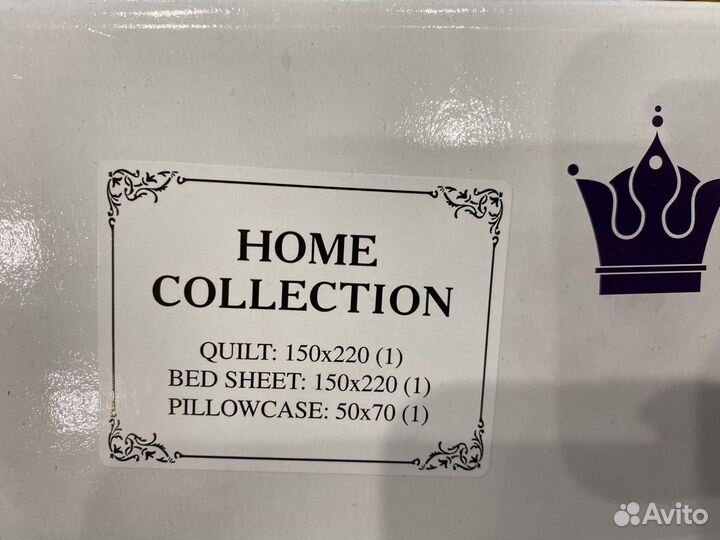 HOME
COLLECTION
QUILT: 150x220 (1)
BED SHEET: 150x220 (1)
PILLOWCASE: 50x70 (1)
Avito